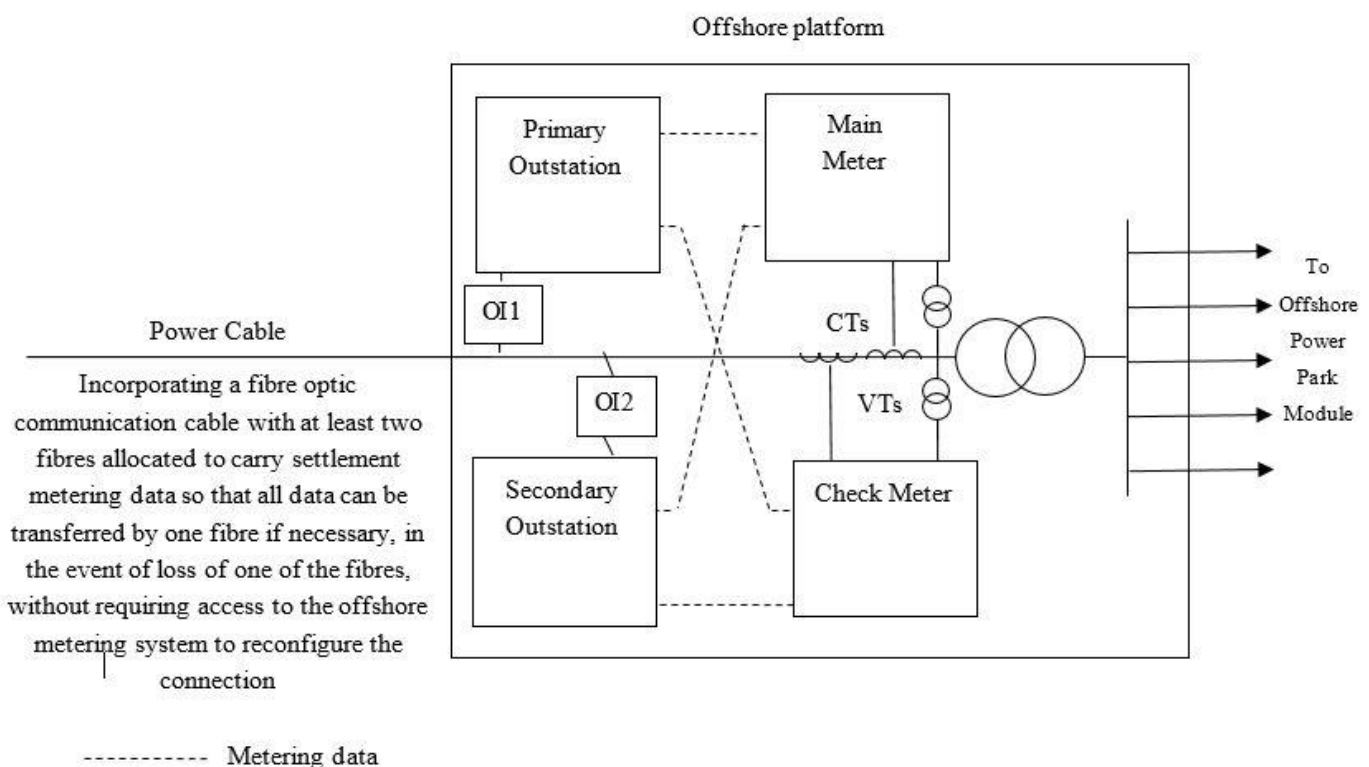 Offshore platform
Primary
Outstation
Main
Meter
OI1
Power Cable
CTs
To
Offshore
Power
Park
Module
Incorporating a fibre optic
communication cable with at least two
fibres allocated to carry settlement
metering data so that all data can be
transferred by one fibre if necessary, in
the event of loss of one of the fibres,
without requiring access to the offshore
metering system to reconfigure the
connection
OI2
VTs
Secondary
Outstation
Check Meter
Metering data